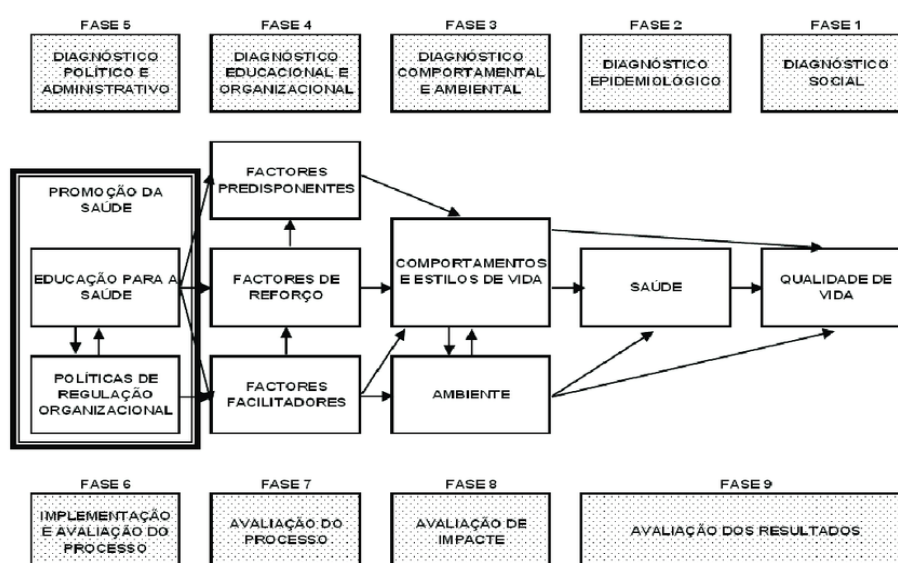 FASE 5
FASE 4
FASE 3
FASE 2
FASE 1
DIAGNÓSTICO
POLÍTICO E
ADMINISTRATIVO
DIAGNÓSTICO
EDUCACIONAL E
ORGANIZACIONAL
DIAGNÓSTICO
COMPORTAMENTAL
E AMBIENTAL
DIAGNÓSTICO
EPIDEMIOLÓGICO
DIAGNÓSTICO
SOCIAL
PROMOÇÃO DA
SAÚDE
FACTORES
PREDISPONENTES
EDUCAÇÃO PARA A
SAÚDE
FACTORES DE
REFORÇO
COMPORTAMENTOS
E ESTILOS DE VIDA
SAÚDE
QUALIDADE DE
VIDA
POLÍTICAS DE
REGULAÇÃO
ORGANIZACIONAL
FACTORES
FACILITADORES
AMBIENTE
FASE 6
FASE 7
FASE 8
FASE 9
IMPLEMENTAÇÃO
E AVALIAÇÃO DO
PROCESSO
AVALIAÇÃO DO
PROCESSO
AVALIAÇÃO DE
IMPACTE
AVALIAÇÃO DOS RESULTADOS